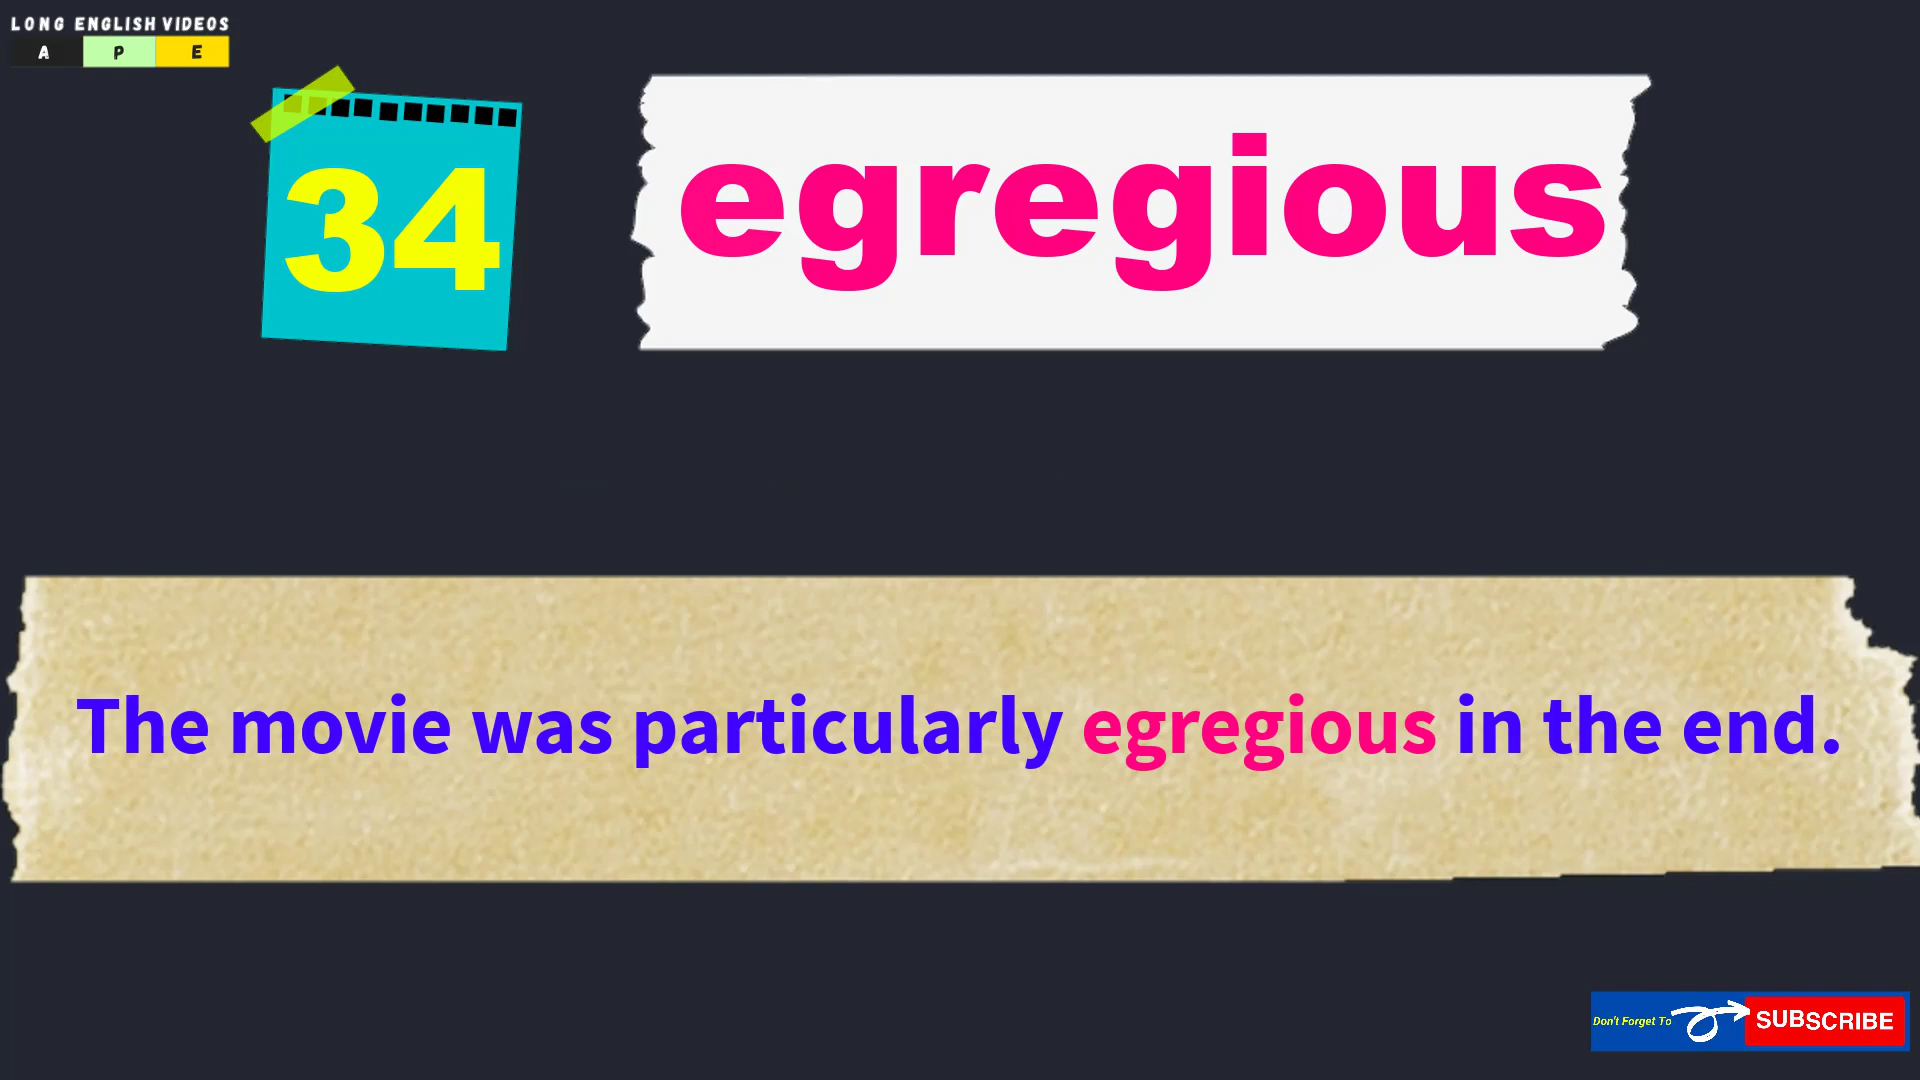 LONG ENGLISH VIDEOS
A P E
34
egregious
The movie was particularly egregious in the end.
Don't Forget To SUBSCRIBE